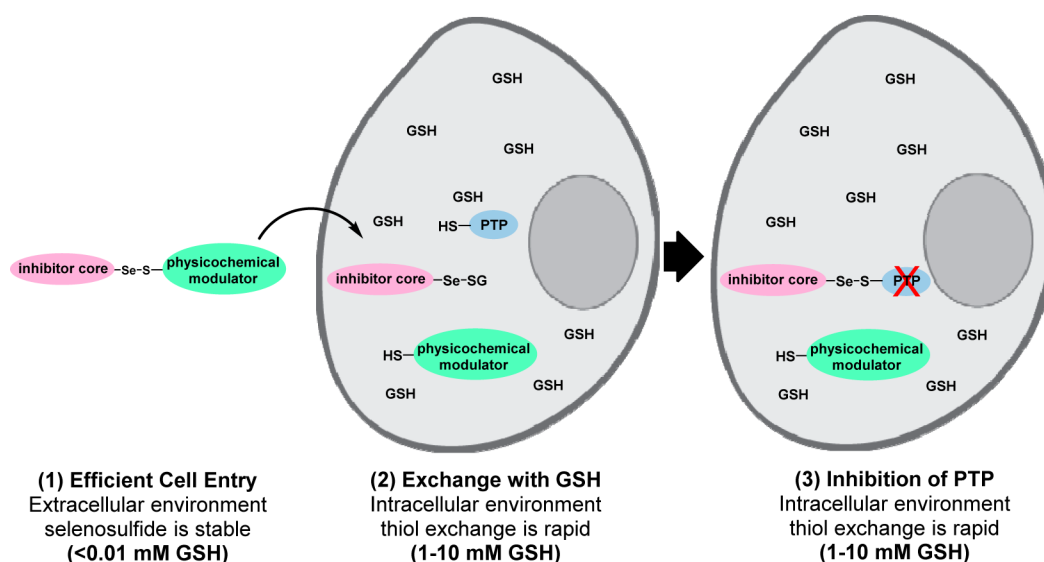 GSH
GSH
GSH
GSH
GSH
HS PTP
inhibitor core Se-S physicochemical modulator
inhibitor core Se-SG
HS physicochemical
modulator
GSH
GSH
GSH
GSH
GSH
GSH
GSH
GSH
inhibitor core Se-S PTP
HS physicochemical
modulator
GSH
GSH
GSH
(1) Efficient Cell Entry
Extracellular environment
selenosulfide is stable
(<0.01 mM GSH)
(2) Exchange with GSH
Intracellular environment
thiol exchange is rapid
(1-10 mM GSH)
(3) Inhibition of PTP
Intracellular environment
thiol exchange is rapid
(1-10 mM GSH)